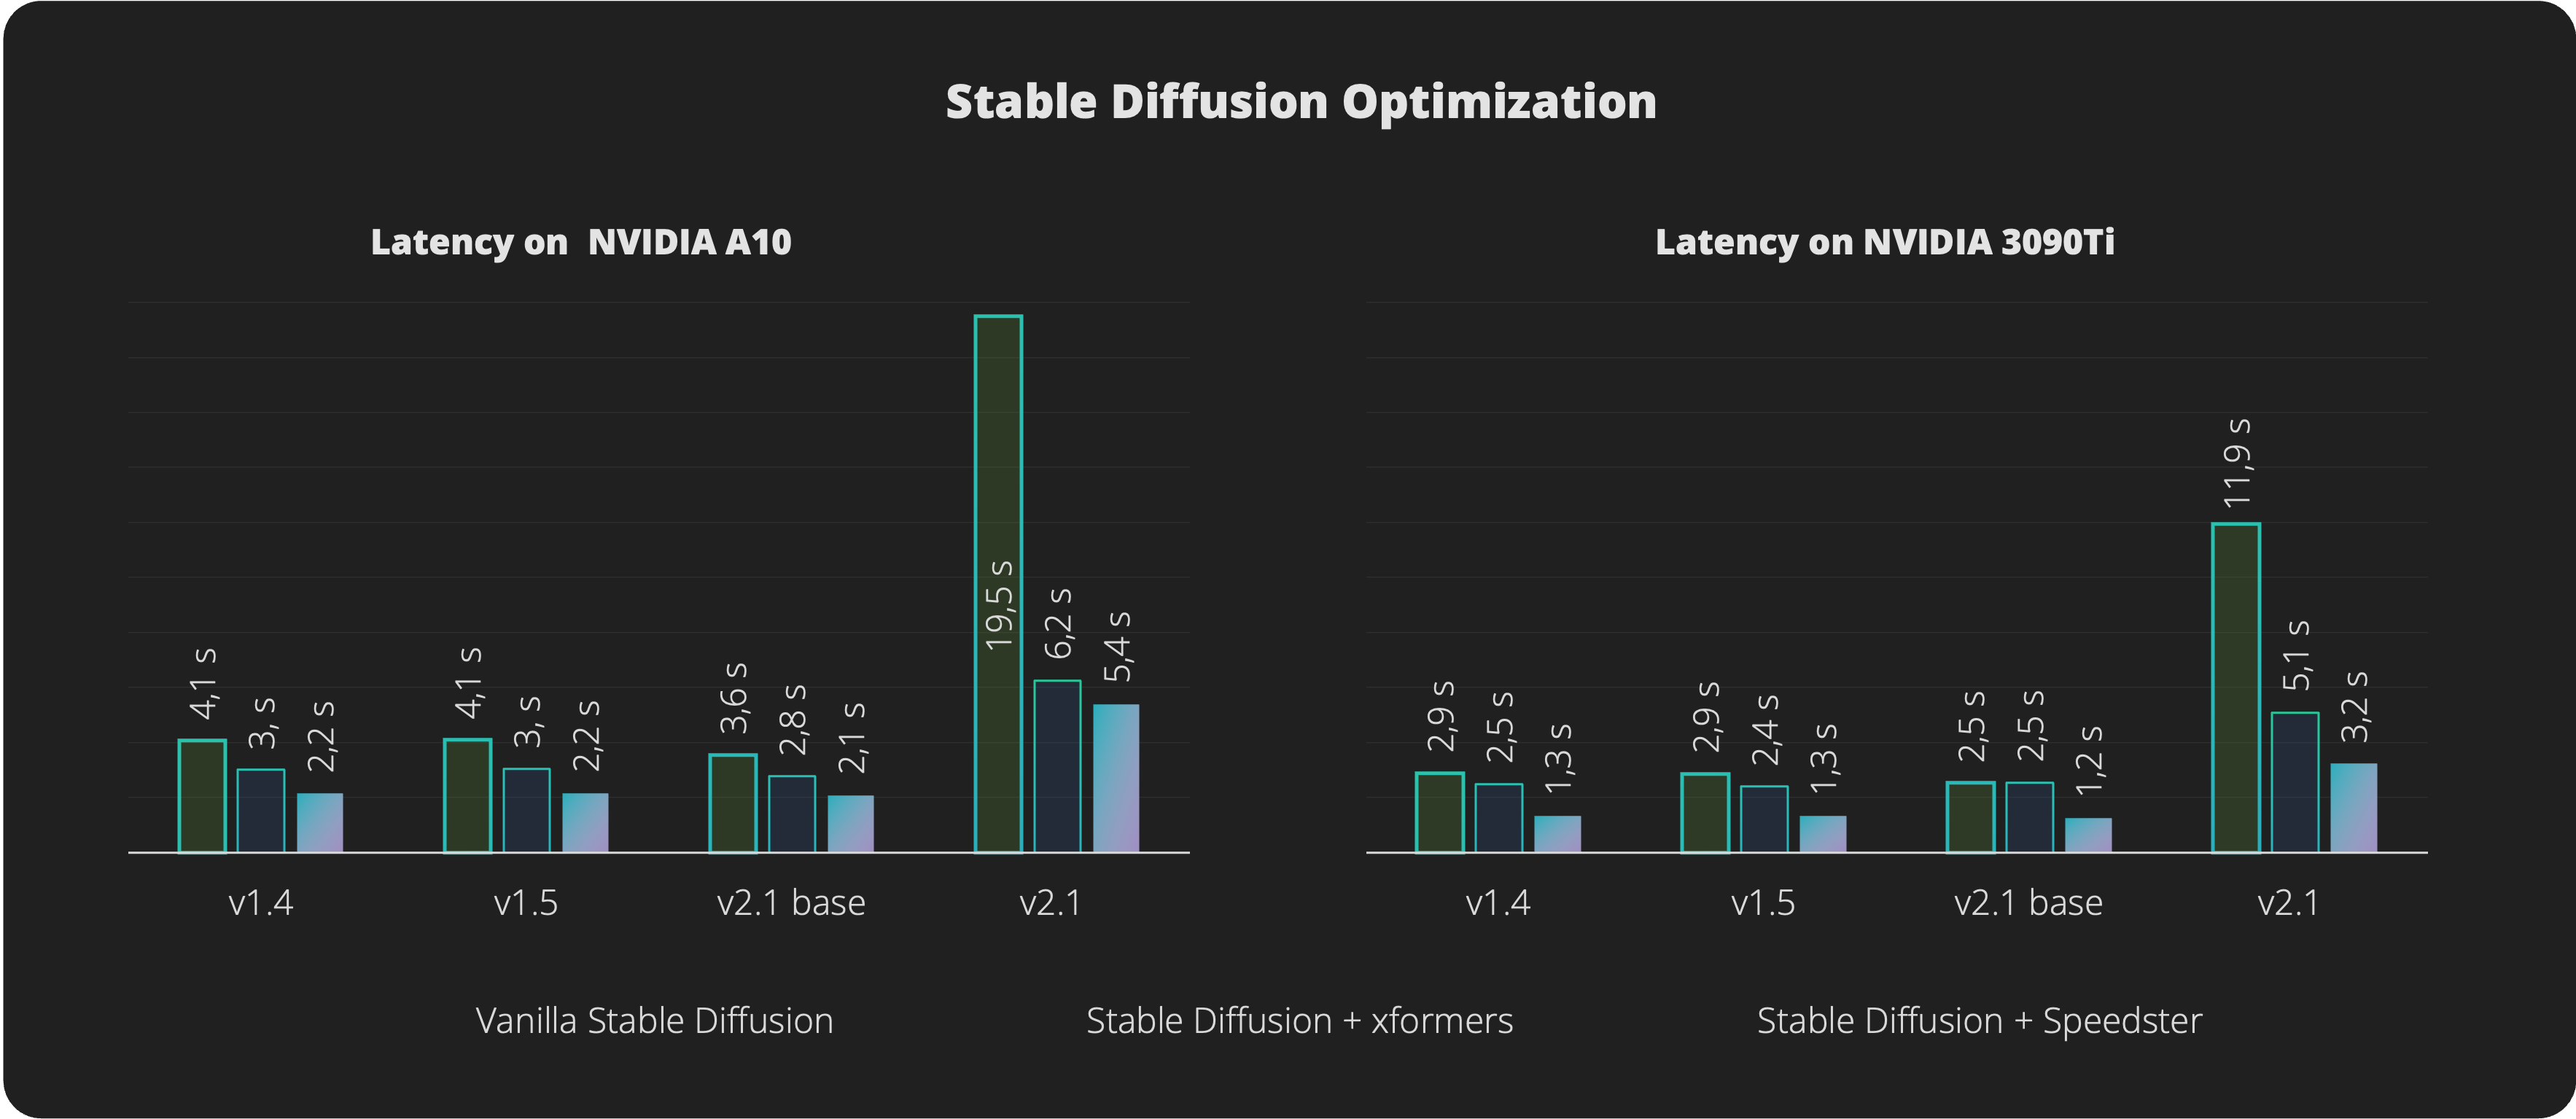 Stable Diffusion Optimization
Latency on  NVIDIA A10
4,1 s
3, s
2,2 s
4,1 s
3, s
2,2 s
3,6 s
2,8 s
2,1 s
19,5 s
6,2 s
5,4 s
v1.4
v1.5
v2.1 base
v2.1
Latency on NVIDIA 3090Ti
2,9 s
2,5 s
1,3 s
2,9 s
2,4 s
1,3 s
2,5 s
2,5 s
1,2 s
11,9 s
5,1 s
3,2 s
v1.4
v1.5
v2.1 base
v2.1
Vanilla Stable Diffusion
Stable Diffusion + xformers
Stable Diffusion + Speedster